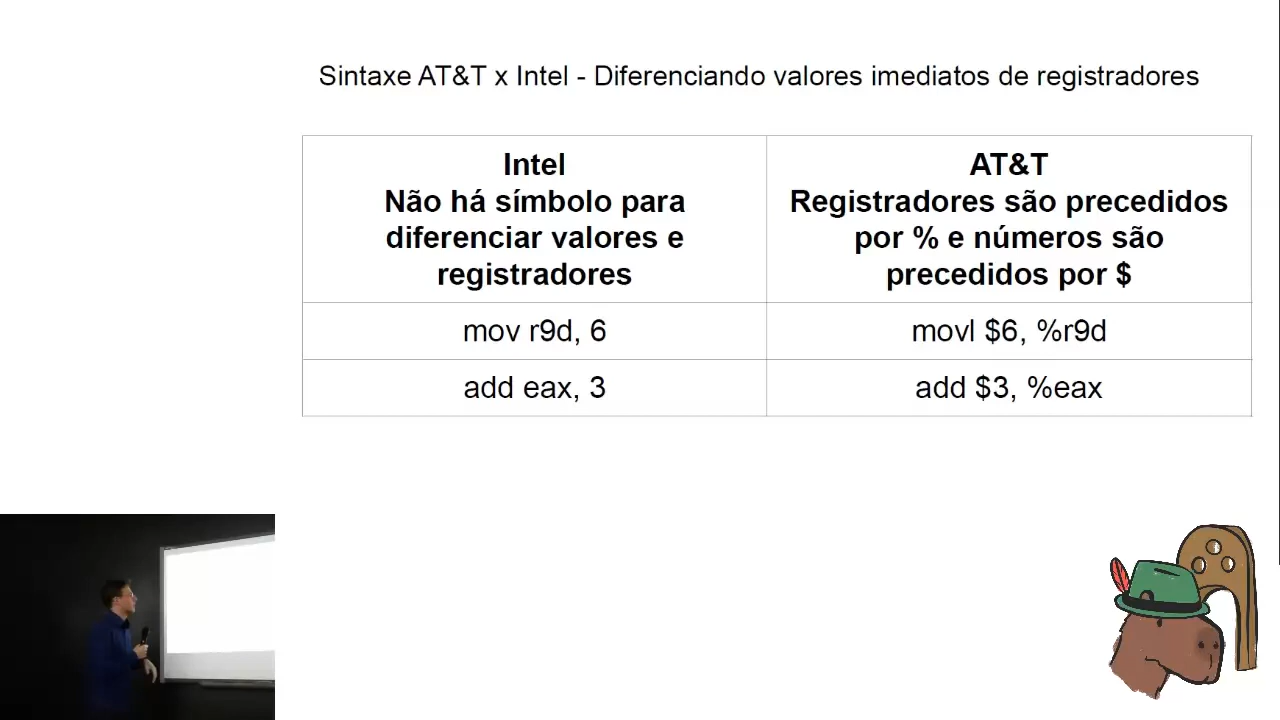 Sintaxe AT&T x Intel - Diferenciando valores imediatos de registradores
Intel
Não há símbolo para
diferenciar valores e
registradores
AT&T
Registradores são precedidos
por % e números são
precedidos por $
mov r9d, 6
movl $6, %r9d
add eax, 3
add $3, %eax